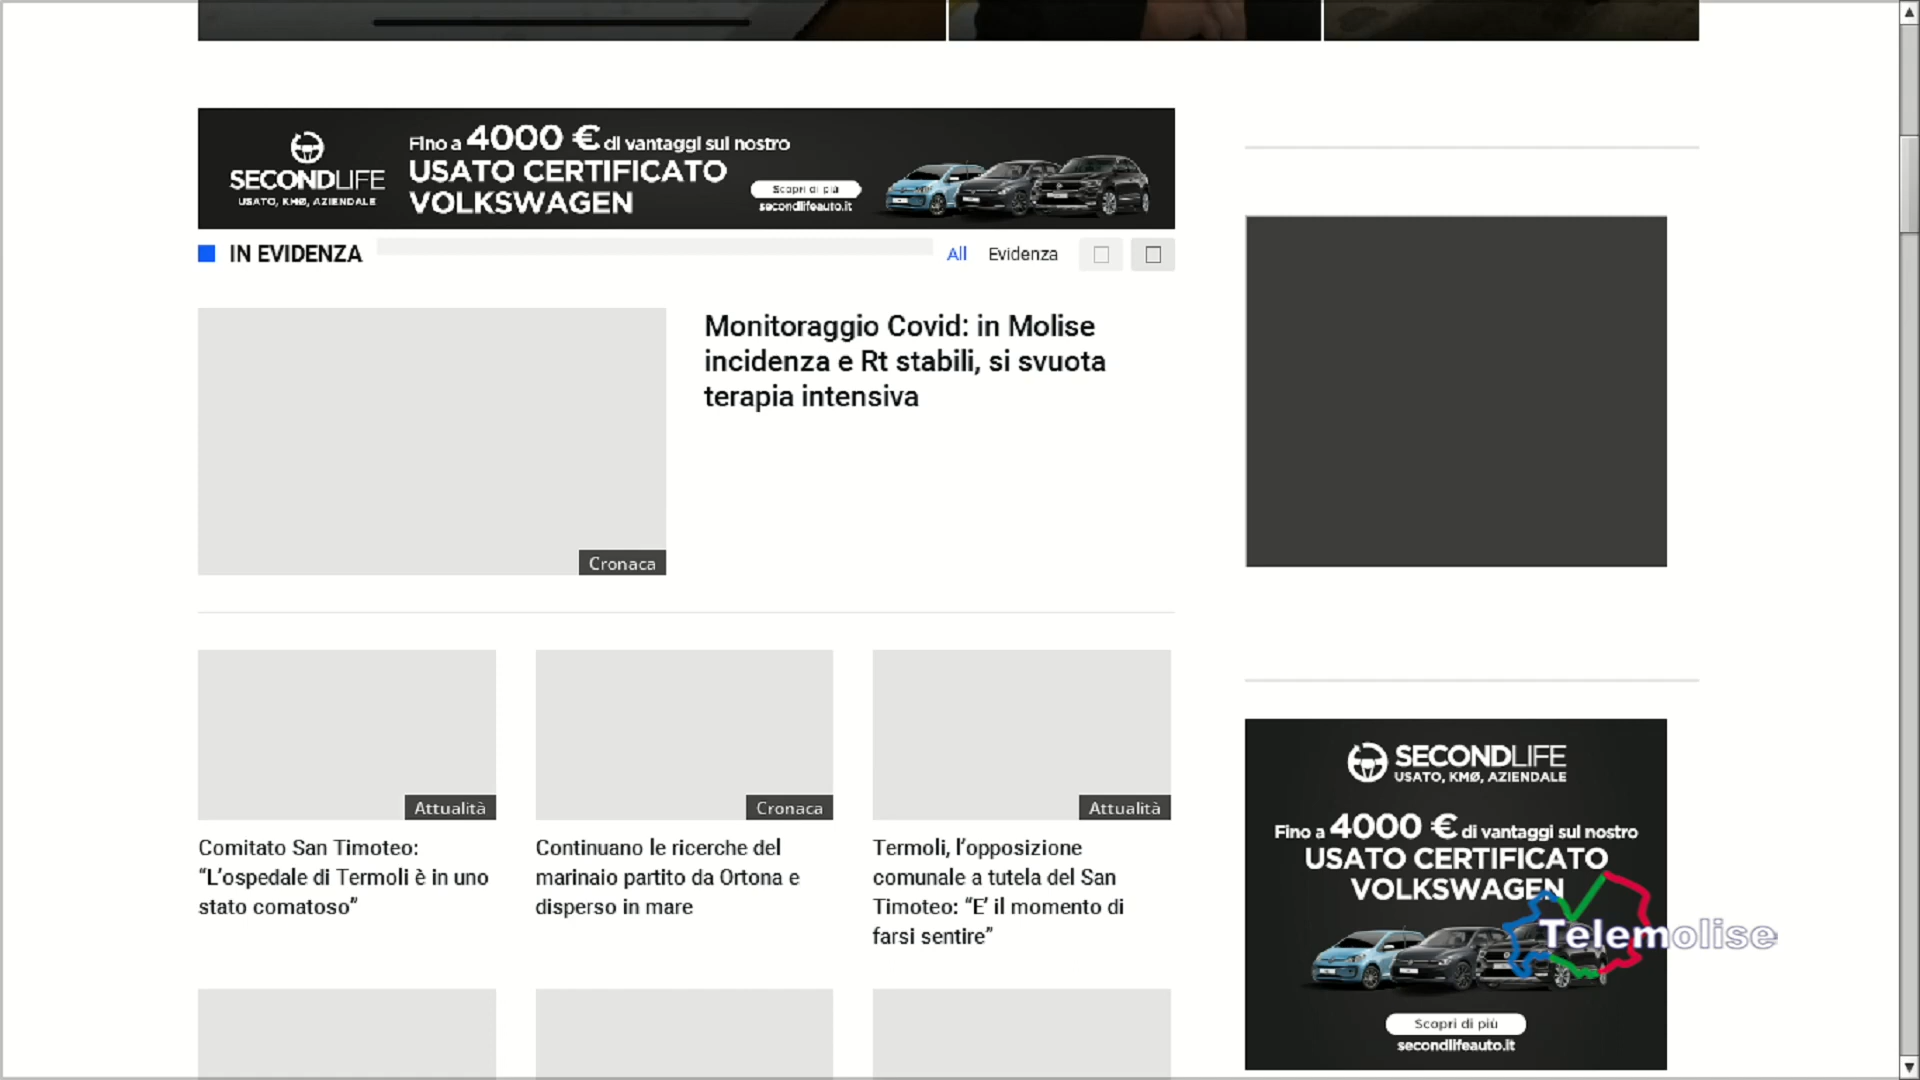 SECONDLIFE
USATO, KMØ, AZIENDALE
Fino a 4000 € di vantaggi sul nostro
USATO CERTIFICATO
VOLKSWAGEN
Scopri di più
secondlifeauto.it
IN EVIDENZA
All
Evidenza
Cronaca
Monitoraggio Covid: in Molise
incidenza e Rt stabili, si svuota
terapia intensiva
Attualità
Comitato San Timoteo:
“L’ospedale di Termoli è in uno
stato comatoso”
Cronaca
Continuano le ricerche del
marinaio partito da Ortona e
disperso in mare
Attualità
Termoli, l’opposizione
comunale a tutela del San
Timoteo: “E’ il momento di
farsi sentire”
SECONDLIFE
USATO, KMØ, AZIENDALE
Fino a 4000 € di vantaggi sul nostro
USATO CERTIFICATO
VOLKSWAGEN
Telemolise
Scopri di più
secondlifeauto.it